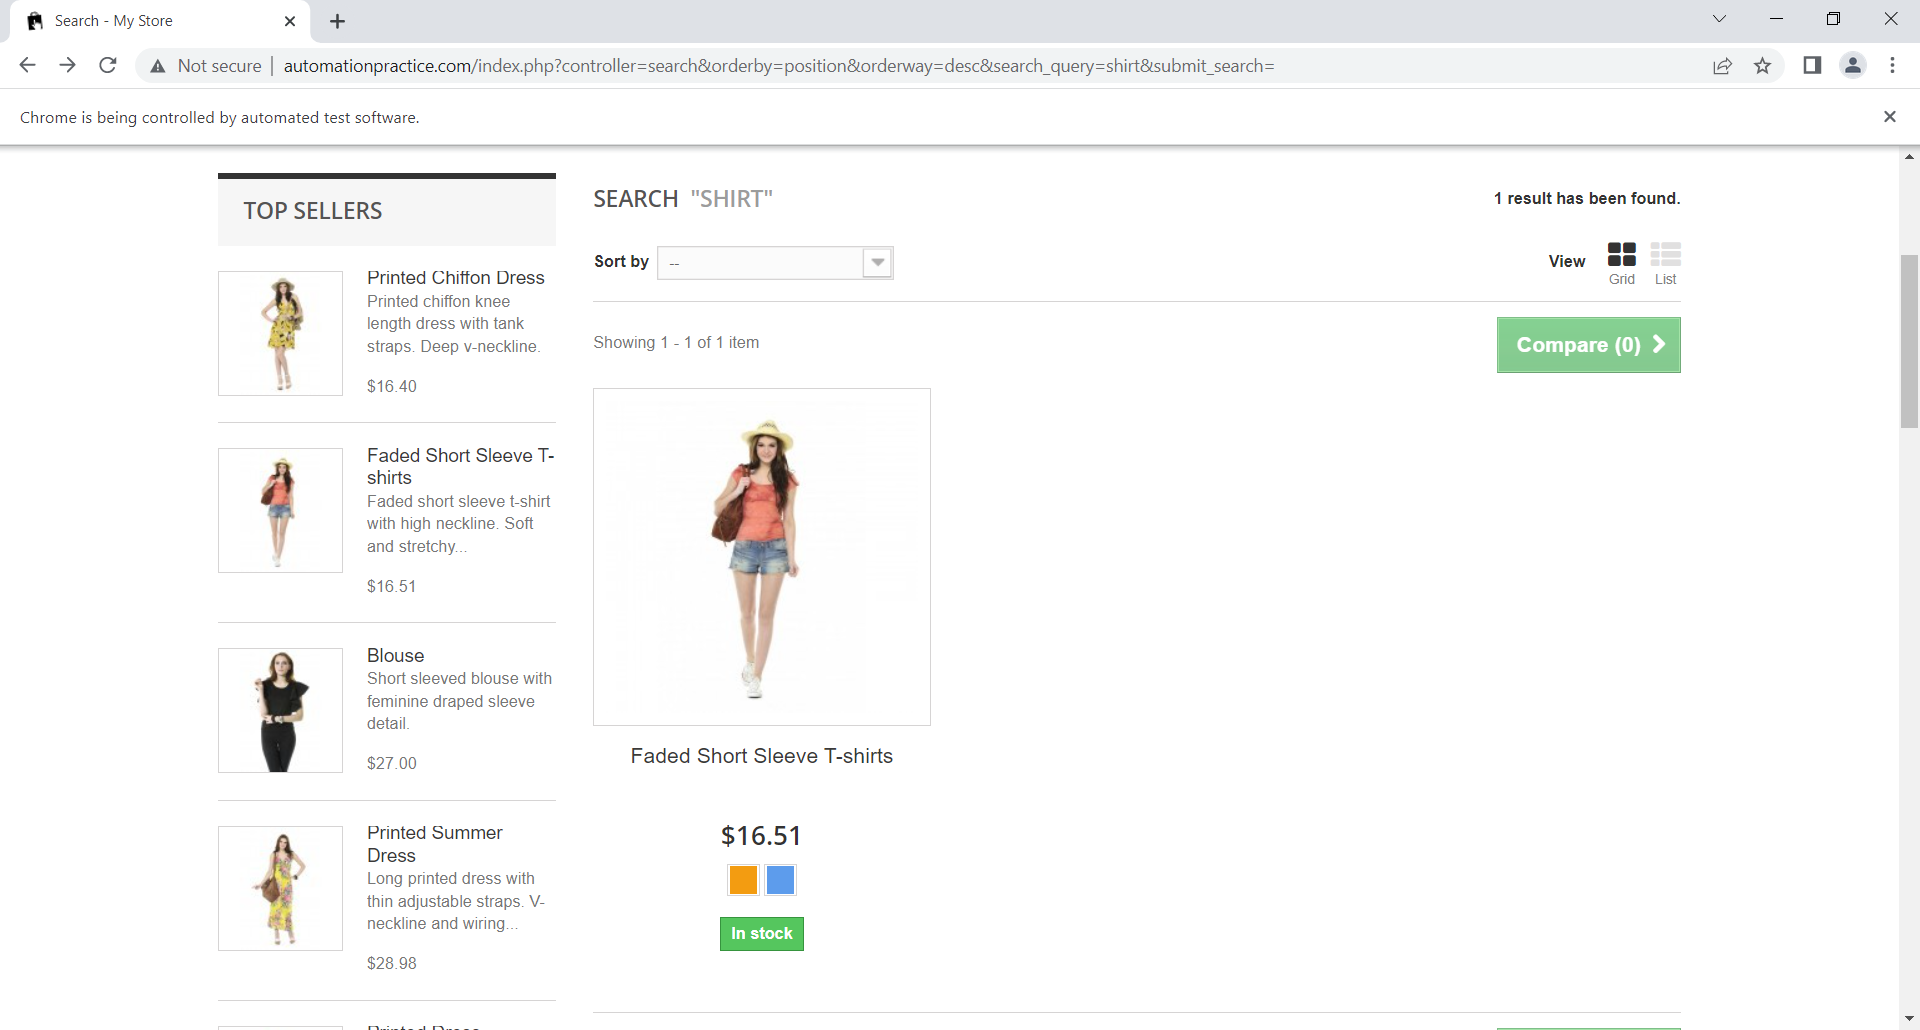 Search - My Store
Not secure
automationpractice.com/index.php?controller=search&orderby=position&orderway=desc&search_query=shirt&submit_search=
Chrome is being controlled by automated test software.
TOP SELLERS
Printed Chiffon Dress
Printed chiffon knee
length dress with tank
straps. Deep v-neckline.
$16.40
Faded Short Sleeve T-
shirts
Faded short sleeve t-shirt
with high neckline. Soft
and stretchy...
$16.51
Blouse
Short sleeved blouse with
feminine draped sleeve
detail.
$27.00
Printed Summer
Dress
Long printed dress with
thin adjustable straps. V-
neckline and wiring...
$28.98
Printed Dress
SEARCH "SHIRT"
1 result has been found.
Sort by
--
View
Grid
List
Showing 1 - 1 of 1 item
Compare (0)
Faded Short Sleeve T-shirts
$16.51
In stock